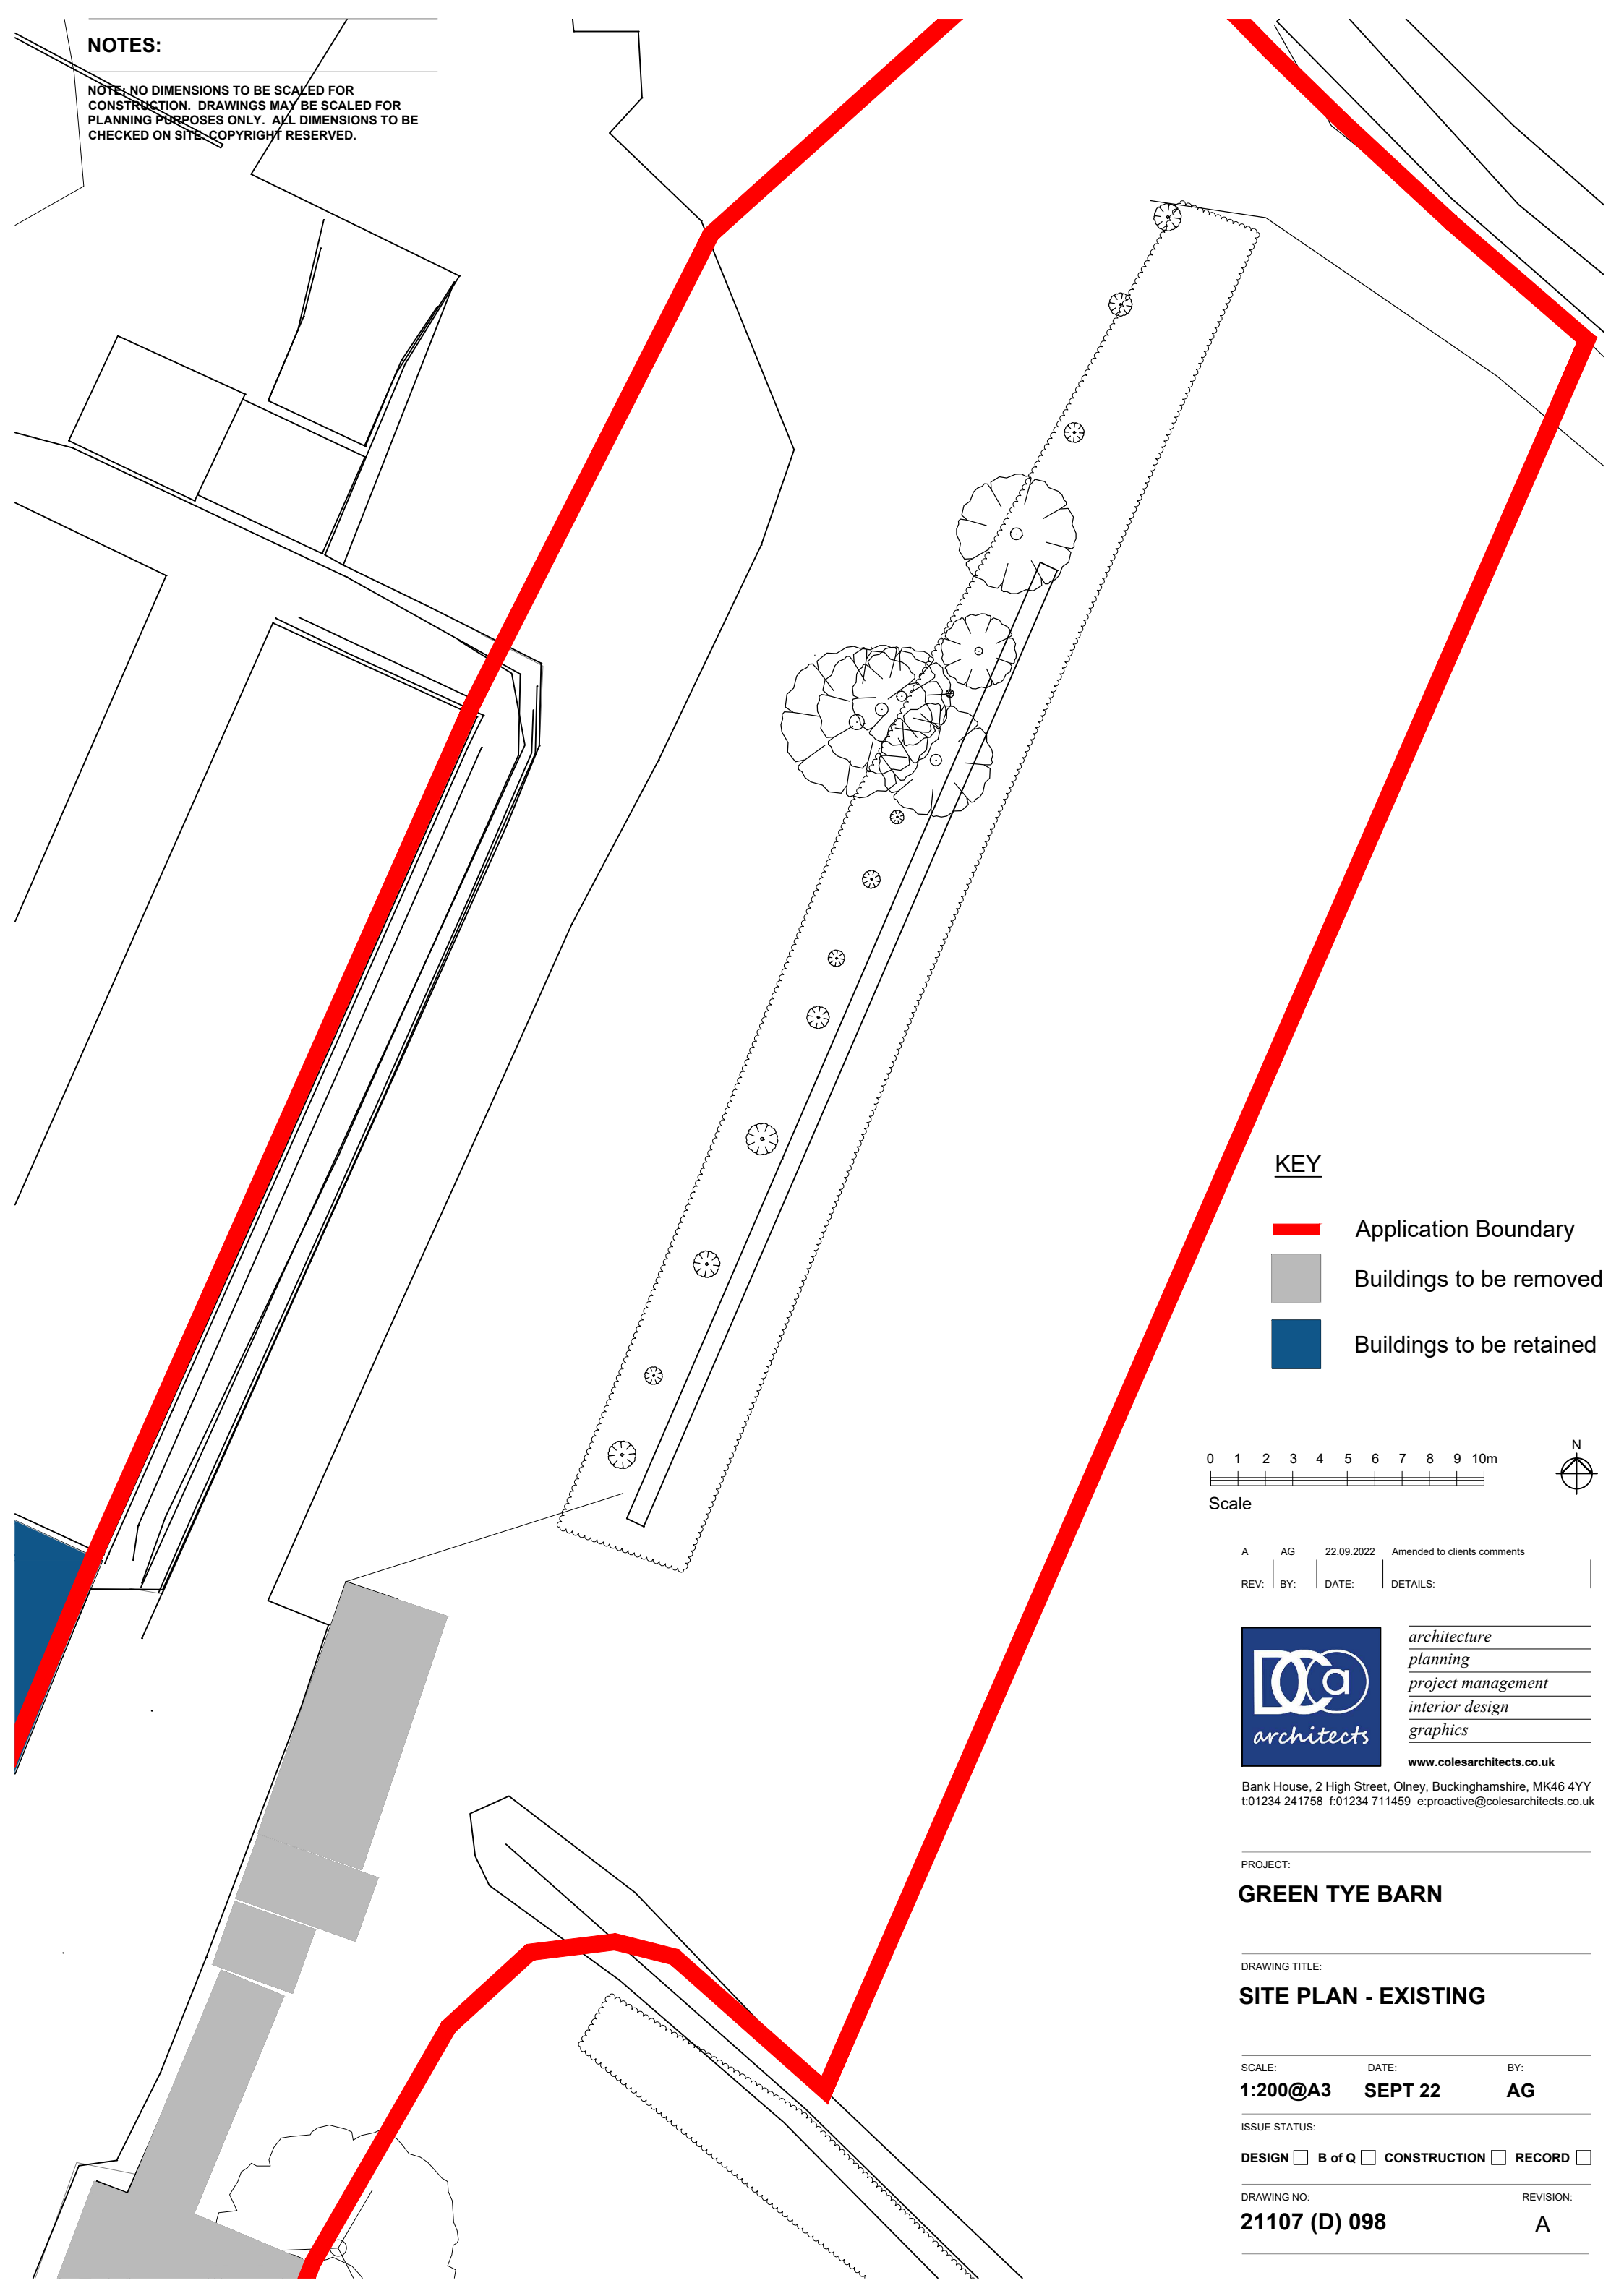 NOTES:
NOTE: NO DIMENSIONS TO BE SCALED FOR
CONSTRUCTION. DRAWINGS MAY BE SCALED FOR
PLANNING PURPOSES ONLY. ALL DIMENSIONS TO BE
CHECKED ON SITE. COPYRIGHT RESERVED.
KEY
Application Boundary
Buildings to be removed
Buildings to be retained
0 1 2 3 4 5 6 7 8 9 10m
Scale
N
A AG 22.09.2022 Amended to clients comments
REV: BY: DATE: DETAILS:
DCa
architects
architecture
planning
project management
interior design
graphics
www.colesarchitects.co.uk
Bank House, 2 High Street, Olney, Buckinghamshire, MK46 4YY
t:01234 241758 f:01234 711459 e:proactive@colesarchitects.co.uk
PROJECT:
GREEN TYE BARN
DRAWING TITLE:
SITE PLAN - EXISTING
SCALE: DATE: BY:
1:200@A3 SEPT 22 AG
ISSUE STATUS:
DESIGN B of Q CONSTRUCTION RECORD
DRAWING NO: REVISION:
21107 (D) 098 A